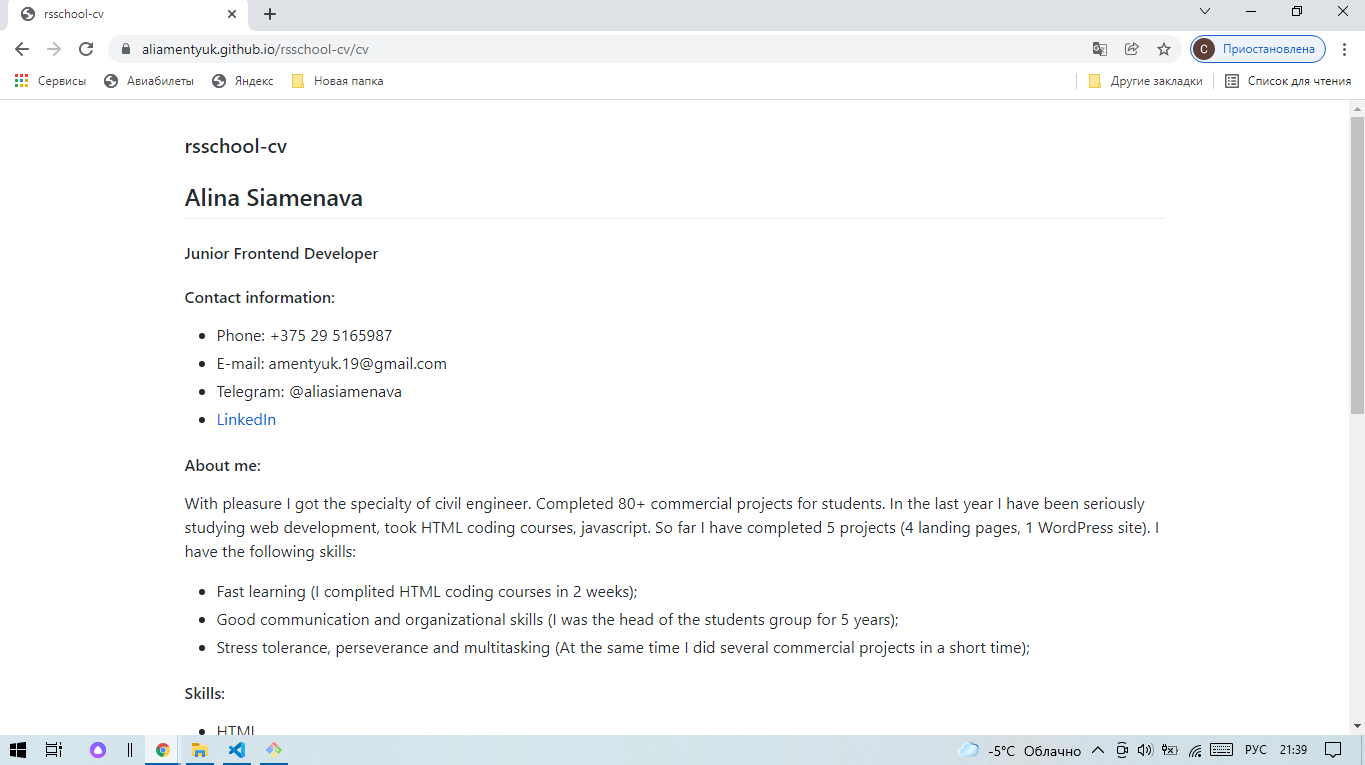 rsschool-cv
aliamentyuk.github.io/rsschool-cv/cv
С
Приостановлена
Сервисы
Авиабилеты
Яндекс
Новая папка
Другие закладки
Список для чтения
rsschool-cv
Alina Siamenava
Junior Frontend Developer
Contact information:
Phone: +375 29 5165987
E-mail: amentyuk.19@gmail.com
Telegram: @aliasiamenava
LinkedIn
About me:
With pleasure I got the specialty of civil engineer. Completed 80+ commercial projects for students. In the last year I have been seriously
studying web development, took HTML coding courses, javascript. So far I have completed 5 projects (4 landing pages, 1 WordPress site). I
have the following skills:
Fast learning (I complited HTML coding courses in 2 weeks);
Good communication and organizational skills (I was the head of the students group for 5 years);
Stress tolerance, perseverance and multitasking (At the same time I did several commercial projects in a short time);
Skills:
HTML
-5°C Облачно
РУС
21:39